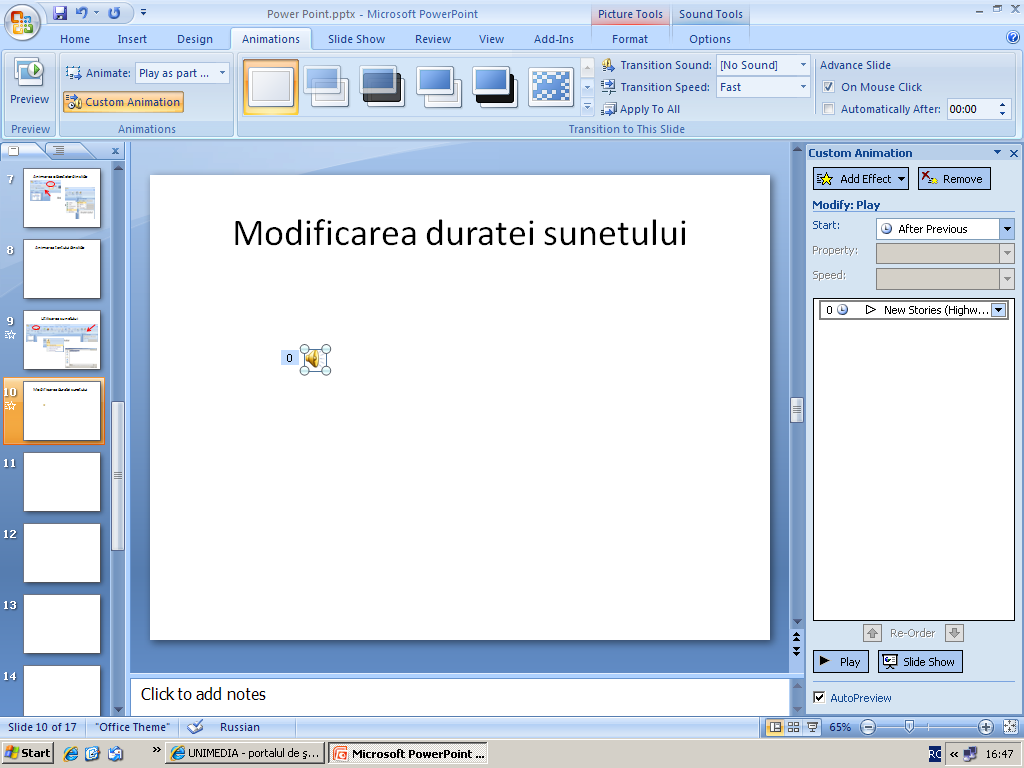 Power Point.pptx - Microsoft PowerPoint
Picture Tools
Sound Tools
Home Insert Design Animations Slide Show Review View Add-Ins Format Options
Preview
Animate: Play as part ...
Custom Animation
Transition Sound: [No Sound]
Transition Speed: Fast
Apply To All
Advance Slide
On Mouse Click
Automatically After: 00:00
Preview
Animations
Transition to This Slide
7
8
9
10
11
12
13
14
Modificarea duratei sunetului
0
Custom Animation
Add Effect
Remove
Modify: Play
Start: After Previous
Property:
Speed:
0 New Stories (Highw...
Re-Order
Play
Slide Show
AutoPreview
Click to add notes
Slide 10 of 17 "Office Theme" Russian 65%
Start
»
UNIMEDIA - portalul de ş...
Microsoft PowerPoint ...
«
16:47